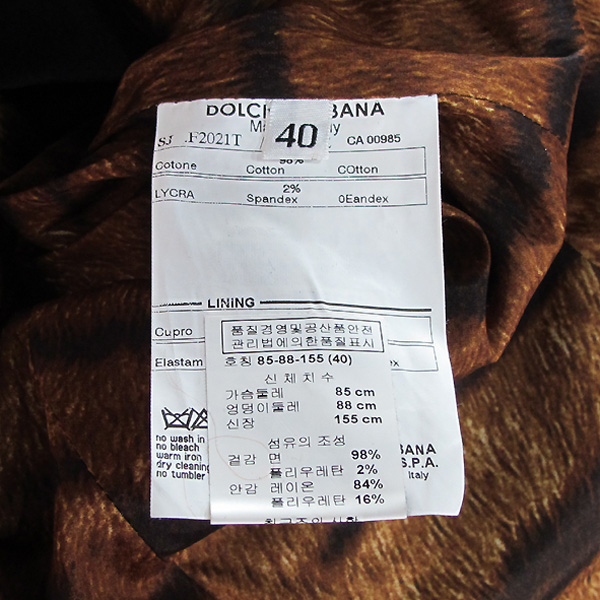 DOLC BANA
40
SJ .F2021T CA 00985
98%
Cotone Cotton COtton
2%
LYCRA Spandex 0Eandex
LINING
Cupro
Elastam ex
품질경영및공산품안전
관리법에의한품질표시
호칭 85-88-155 (40)
신체치수
가슴둘레 85 cm
엉덩이둘레 88 cm
신장 155 cm
섬유의 조성
겉감 면 98%
폴리우레탄 2%
안감 레이온 84%
폴리우레탄 16%
no wash in
no bleach
warm iron
dry cleaning
no tumbler
BANA
S.P.A.
Italy